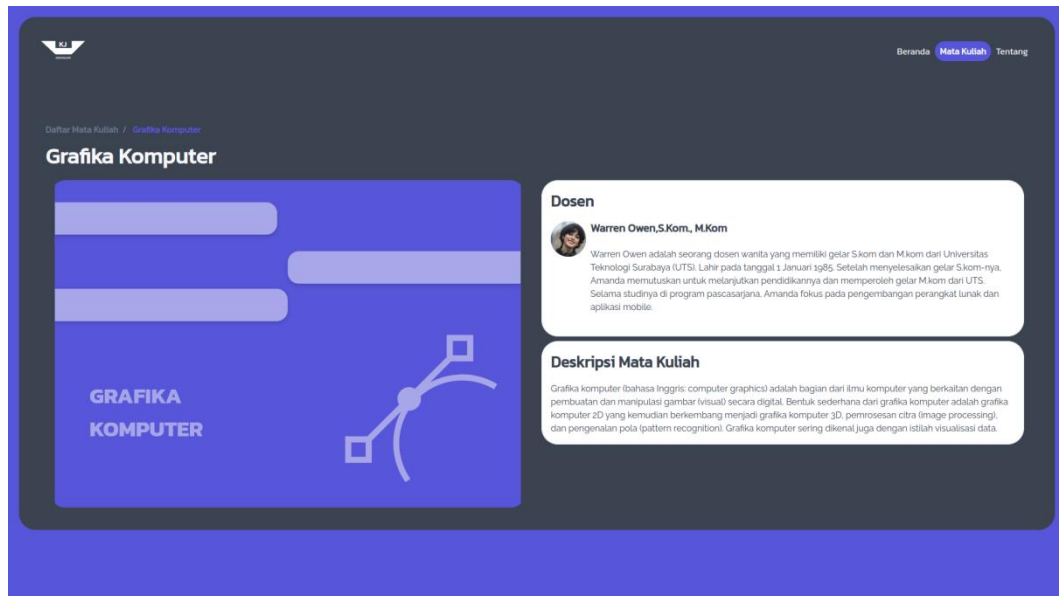 KJ
Beranda Mata Kuliah Tentang
Daftar Mata Kuliah / Grafika Komputer
Grafika Komputer
GRAFIKA
KOMPUTER
Dosen
Warren Owen,S.Kom., M.Kom
Warren Owen adalah seorang dosen wanita yang memiliki gelar S.kom dan M.kom dari Universitas
Teknologi Surabaya (UTS). Lahir pada tanggal 1 Januari 1985. Setelah menyelesaikan gelar S.kom-nya,
Amanda memutuskan untuk melanjutkan pendidikannya dan memperoleh gelar M.kom dari UTS.
Selama studinya di program pascasarjana, Amanda fokus pada pengembangan perangkat lunak dan
aplikasi mobile.
Deskripsi Mata Kuliah
Grafika komputer (bahasa Inggris: computer graphics) adalah bagian dari ilmu komputer yang berkaitan dengan
pembuatan dan manipulasi gambar (visual) secara digital. Bentuk sederhana dari grafika komputer adalah grafika
komputer 2D yang kemudian berkembang menjadi grafika komputer 3D, pemrosesan citra (image processing),
dan pengenalan pola (pattern recognition). Grafika komputer sering dikenal juga dengan istilah visualisasi data.